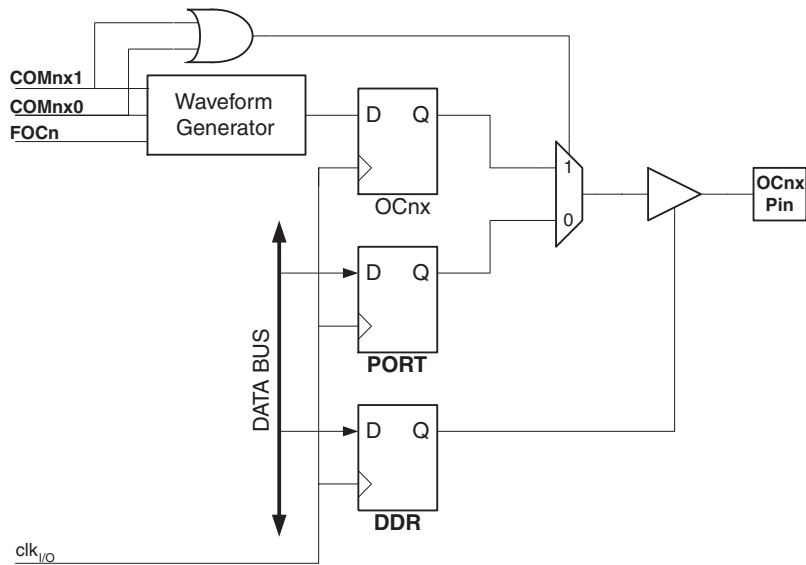 COMnx1
COMnx0
FOCn
Waveform
Generator
D Q
OCnx
1
0
OCnx
Pin
DATA BUS
D Q
PORT
D Q
DDR
clkI/O